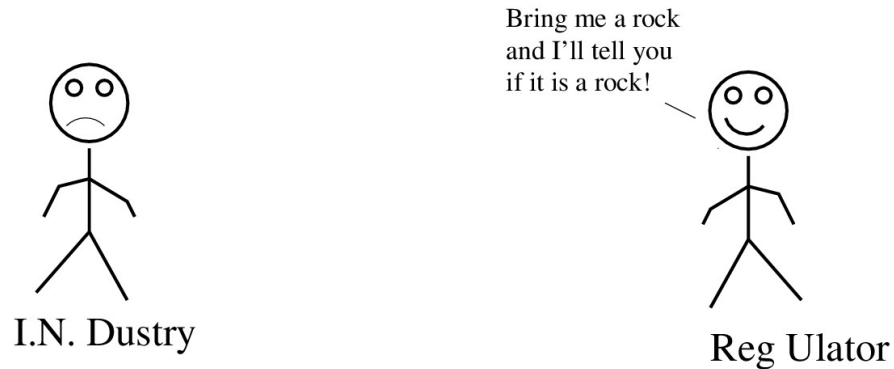 Bring me a rock
and I'll tell you
if it is a rock!
I.N. Dustry
Reg Ulator